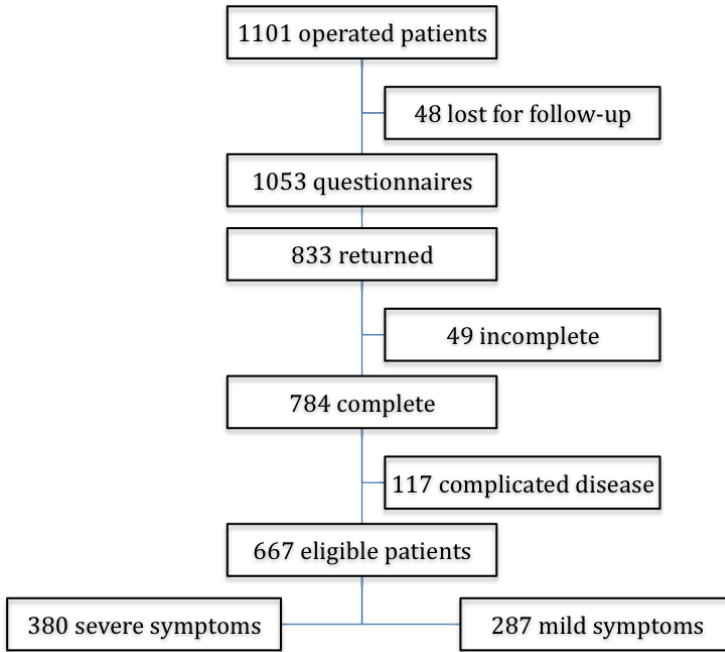 1101 operated patients
48 lost for follow-up
1053 questionnaires
833 returned
49 incomplete
784 complete
117 complicated disease
667 eligible patients
380 severe symptoms
287 mild symptoms